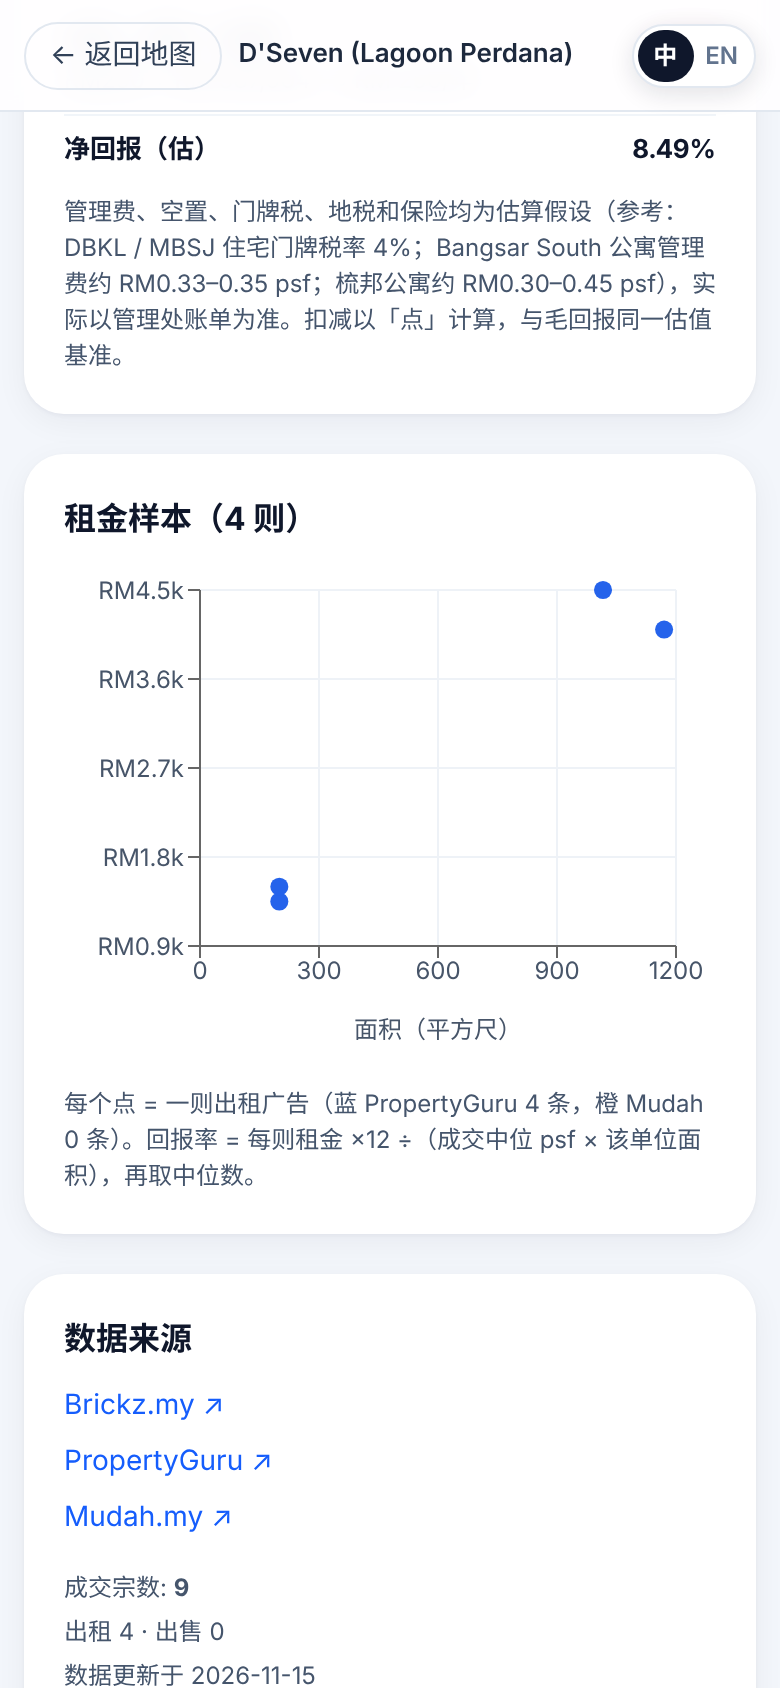 ← 返回地图
D'Seven (Lagoon Perdana)
中 EN
净回报（估） 8.49%
管理费、空置、门牌税、地税和保险均为估算假设（参考：
DBKL / MBSJ 住宅门牌税率 4%；Bangsar South 公寓管理
费约 RM0.33–0.35 psf；梳邦公寓约 RM0.30–0.45 psf），实
际以管理处账单为准。扣减以「点」计算，与毛回报同一估值
基准。
租金样本（4 则）
RM4.5k
RM3.6k
RM2.7k
RM1.8k
RM0.9k
0 300 600 900 1200
面积（平方尺）
每个点 = 一则出租广告（蓝 PropertyGuru 4 条，橙 Mudah
0 条）。回报率 = 每则租金 ×12 ÷（成交中位 psf × 该单位面
积），再取中位数。
数据来源
Brickz.my ↗
PropertyGuru ↗
Mudah.my ↗
成交宗数: 9
出租 4 · 出售 0
数据更新于 2026-11-15